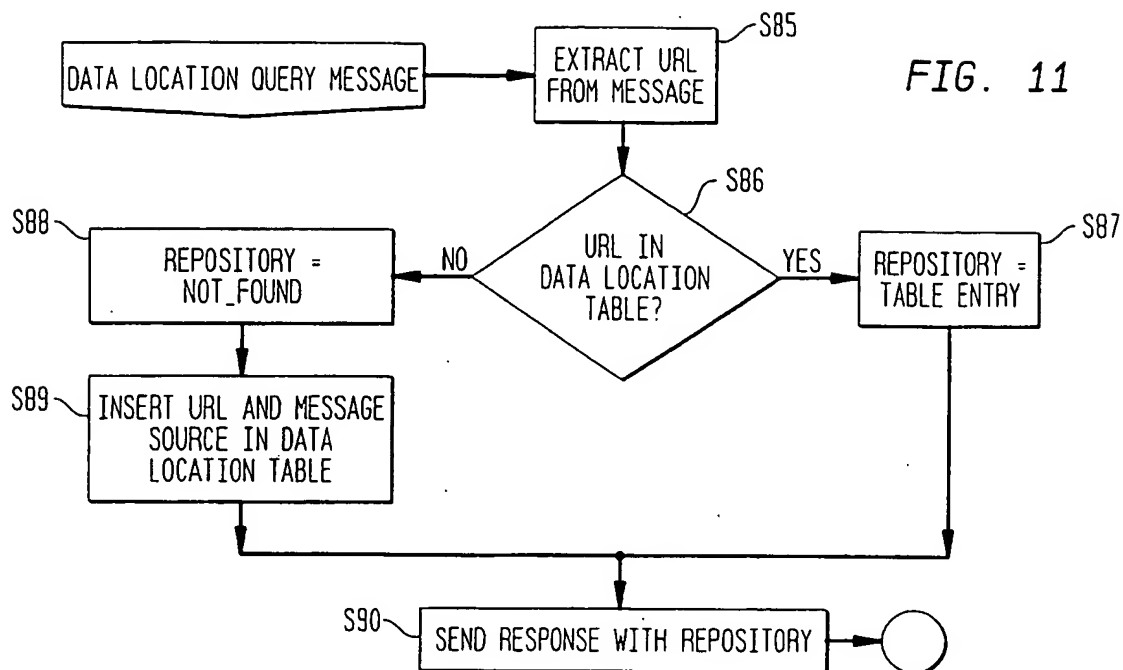 S85
DATA LOCATION QUERY MESSAGE
EXTRACT URL
FROM MESSAGE
FIG. 11
S86
S88
S87
REPOSITORY =
NOT_FOUND
NO
URL IN
DATA LOCATION
TABLE?
YES
REPOSITORY =
TABLE ENTRY
S89
INSERT URL AND MESSAGE
SOURCE IN DATA
LOCATION TABLE
S90
SEND RESPONSE WITH REPOSITORY